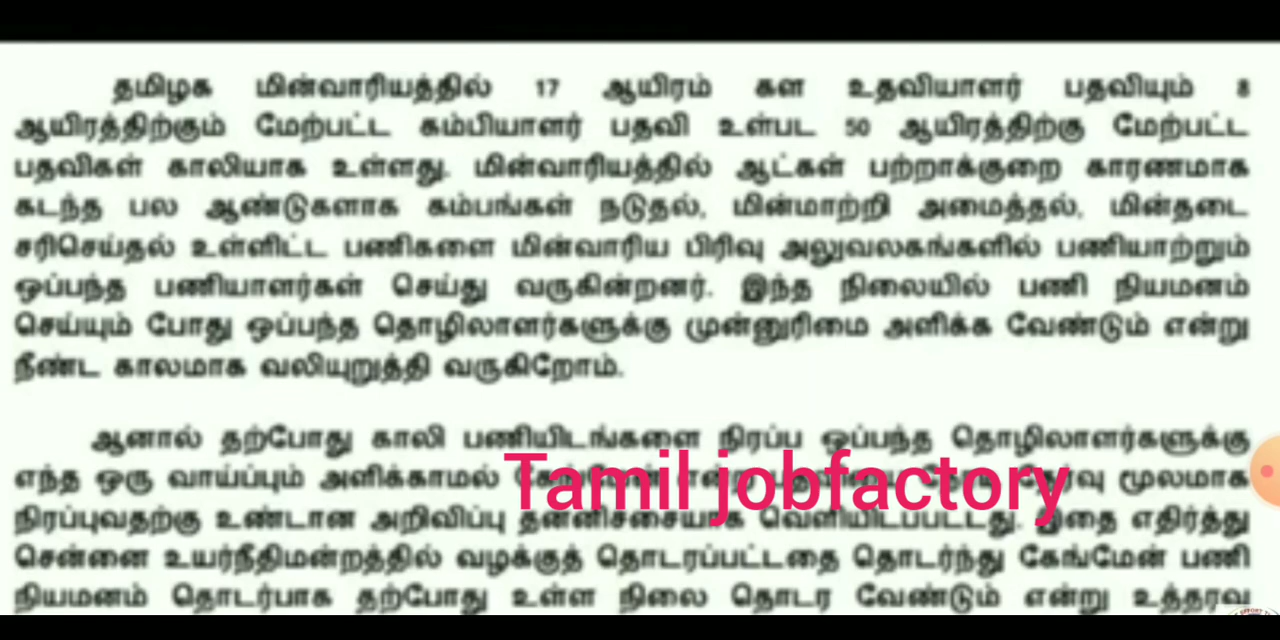 தமிழக மின்வாரியத்தில் 17 ஆயிரம் கள உதவியாளர் பதவியும் 8
ஆயிரத்திற்கும் மேற்பட்ட கம்பியாளர் பதவி உள்பட 50 ஆயிரத்திற்கு மேற்பட்ட
பதவிகள் காலியாக உள்ளது. மின்வாரியத்தில் ஆட்கள் பற்றாக்குறை காரணமாக
கடந்த பல ஆண்டுகளாக கம்பங்கள் நடுதல், மின்மாற்றி அமைத்தல், மின்தடை
சரிசெய்தல் உள்ளிட்ட பணிகளை மின்வாரிய பிரிவு அலுவலகங்களில் பணியாற்றும்
ஒப்பந்த பணியாளர்கள் செய்து வருகின்றனர். இந்த நிலையில் பணி நியமனம்
செய்யும் போது ஒப்பந்த தொழிலாளர்களுக்கு முன்னுரிமை அளிக்க வேண்டும் என்று
நீண்ட காலமாக வலியுறுத்தி வருகிறோம்.
ஆனால் தற்போது காலி பணியிடங்களை நிரப்ப ஒப்பந்த தொழிலாளர்களுக்கு
எந்த ஒரு வாய்ப்பும் அளிக்காமல் மூலமாக
Tamil jobfactory
நிரப்புவதற்கு உண்டான அறிவிப்பு தன்னிச்சையாக வெளியிடப்பட்டது. இதை எதிர்த்து
சென்னை உயர்நீதிமன்றத்தில் வழக்குத் தொடரப்பட்டதை தொடர்ந்து கேங்மேன் பணி
நியமனம் தொடர்பாக தற்போது உள்ள நிலை தொடர வேண்டும் என்று உத்தரவ